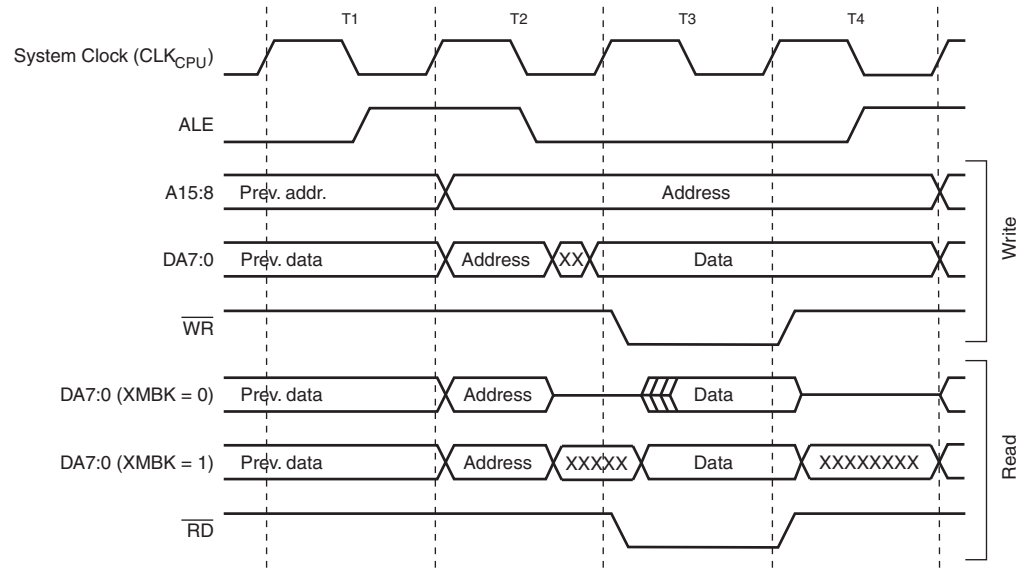 T1 T2 T3 T4
System Clock (CLKCPU)
ALE
A15:8 Prev. addr. Address
DA7:0 Prev. data Address XX Data
WR
DA7:0 (XMBK = 0) Prev. data Address Data
DA7:0 (XMBK = 1) Prev. data Address XXXXX Data XXXXXXXX
RD
Write
Read